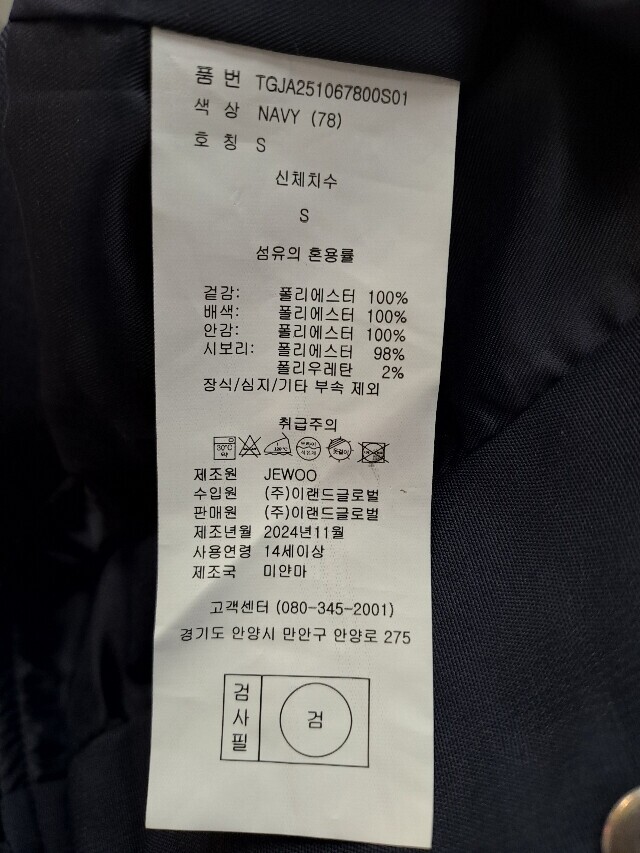 품 번 TGJA251067800S01
색 상 NAVY (78)
호 칭 S
신체치수
S
섬유의 혼용률
겉감: 폴리에스터 100%
배색: 폴리에스터 100%
안감: 폴리에스터 100%
시보리: 폴리에스터 98%
폴리우레탄 2%
장식/심지/기타 부속 제외
취급주의
30℃
약
제조원 JEWOO
수입원 (주)이랜드글로벌
판매원 (주)이랜드글로벌
제조년월 2024년11월
사용연령 14세이상
제조국 미얀마
고객센터 (080-345-2001)
경기도 안양시 만안구 안양로 275
검사필
검